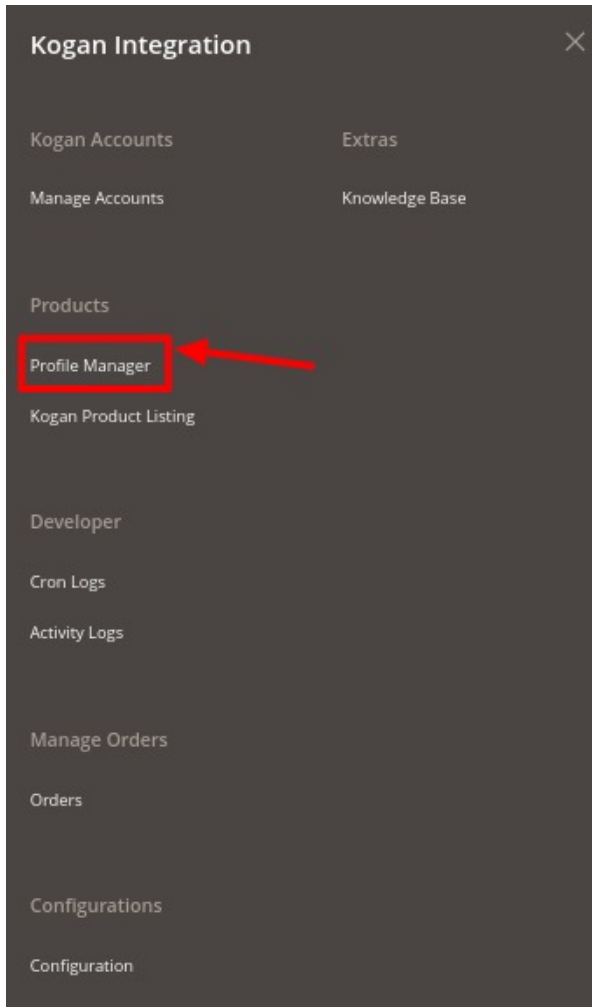 Kogan Integration
Kogan Accounts
Manage Accounts
Extras
Knowledge Base
Products
Profile Manager
Kogan Product Listing
Developer
Cron Logs
Activity Logs
Manage Orders
Orders
Configurations
Configuration